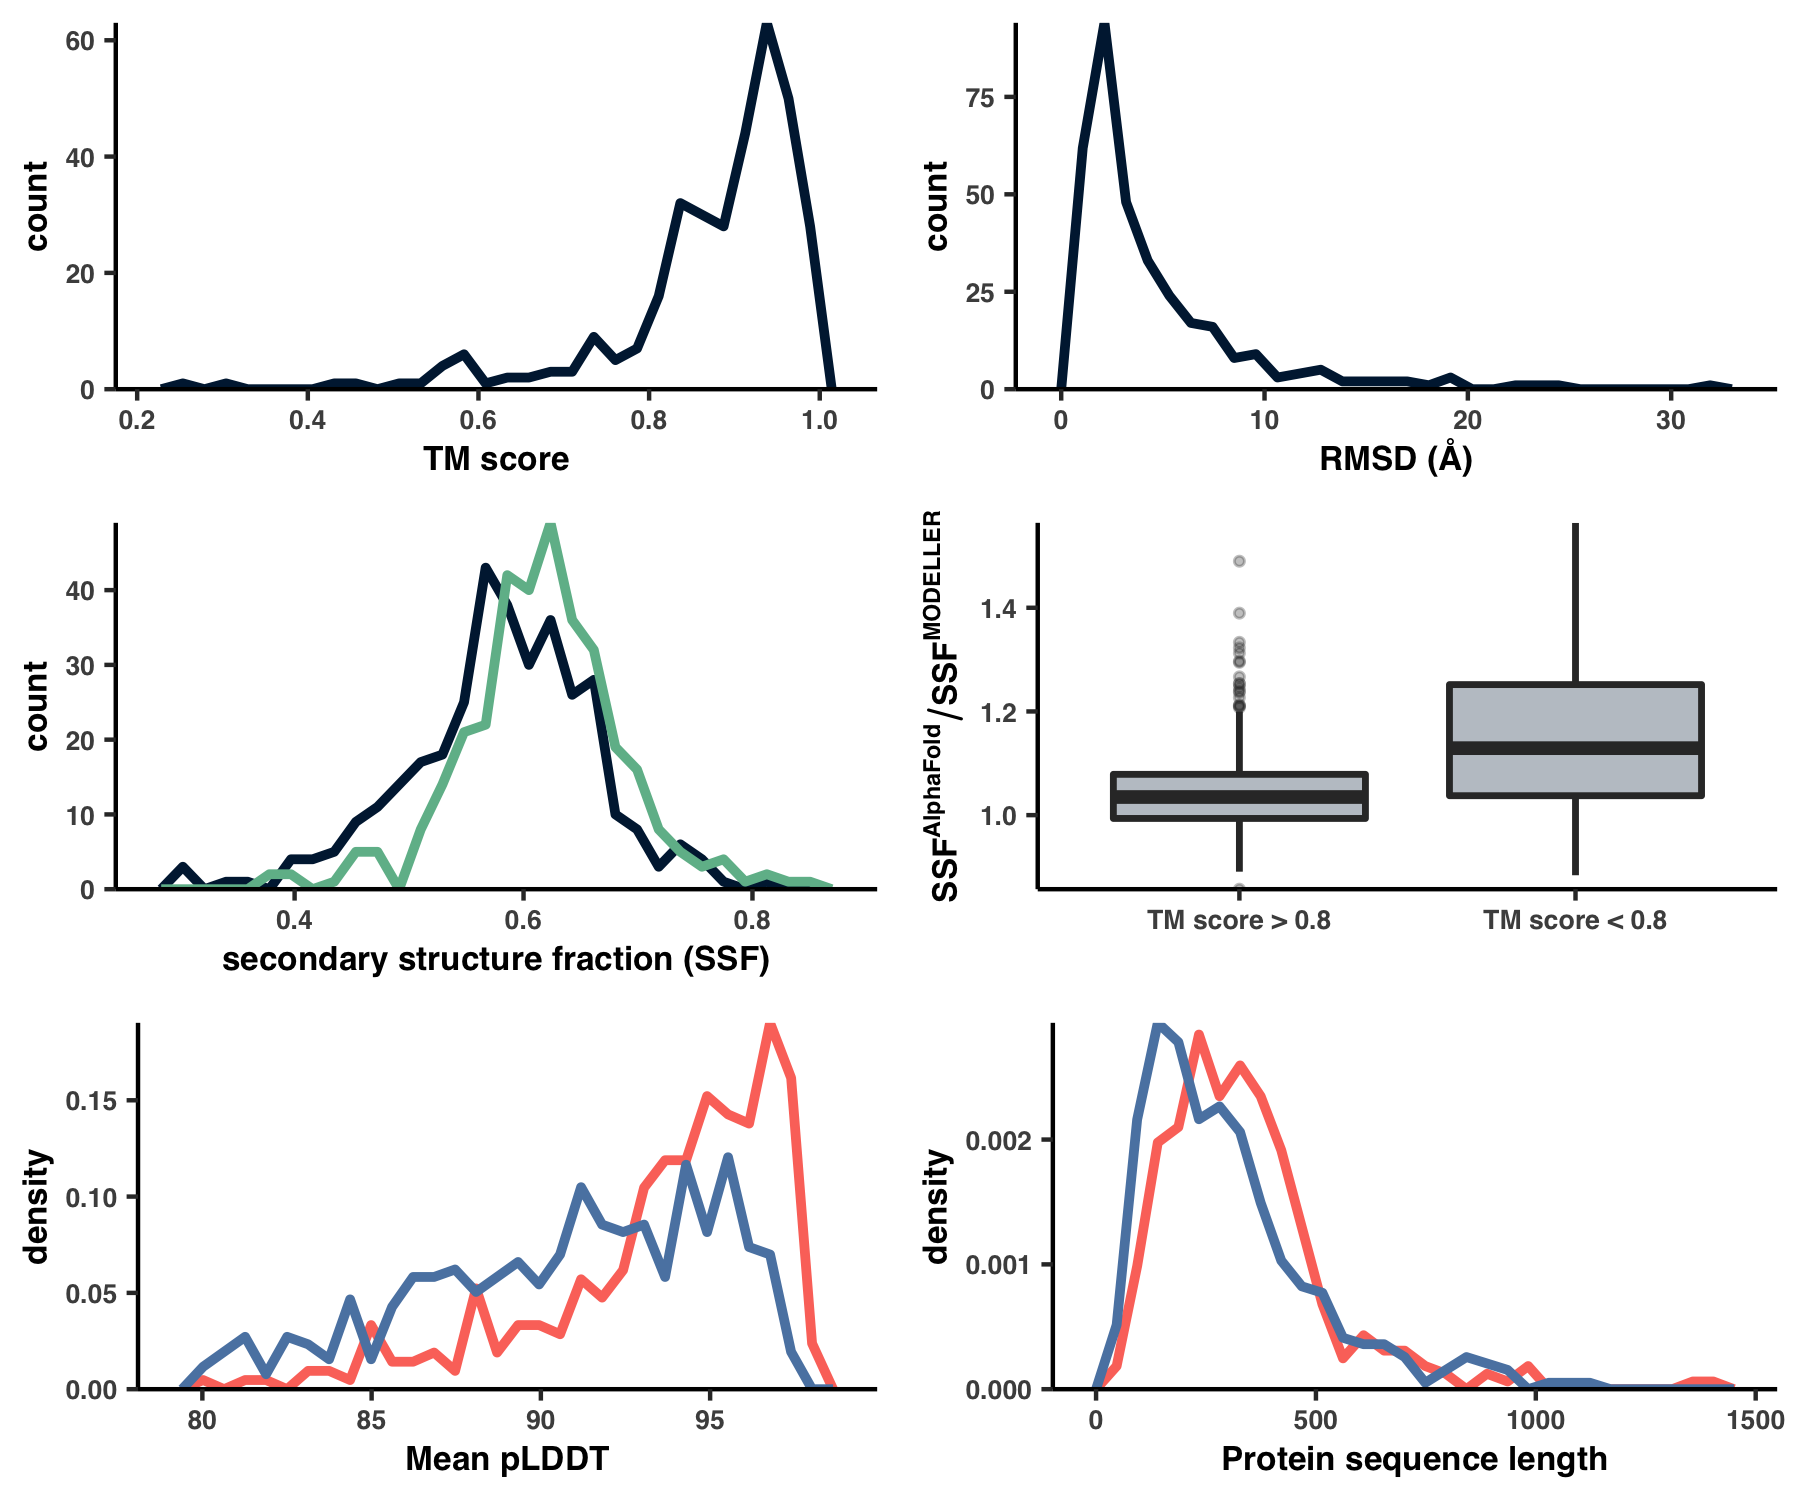 60
40
20
0
count
0.2 0.4 0.6 0.8 1.0
TM score
75
50
25
0
count
0 10 20 30
RMSD (Å)
40
30
20
10
0
count
0.4 0.6 0.8
secondary structure fraction (SSF)
1.4
1.2
1.0
SSF^AlphaFold/SSF^MODELLER
TM score > 0.8 TM score < 0.8
0.15
0.10
0.05
0.00
density
80 85 90 95
Mean pLDDT
0.002
0.001
0.000
density
0 500 1000 1500
Protein sequence length